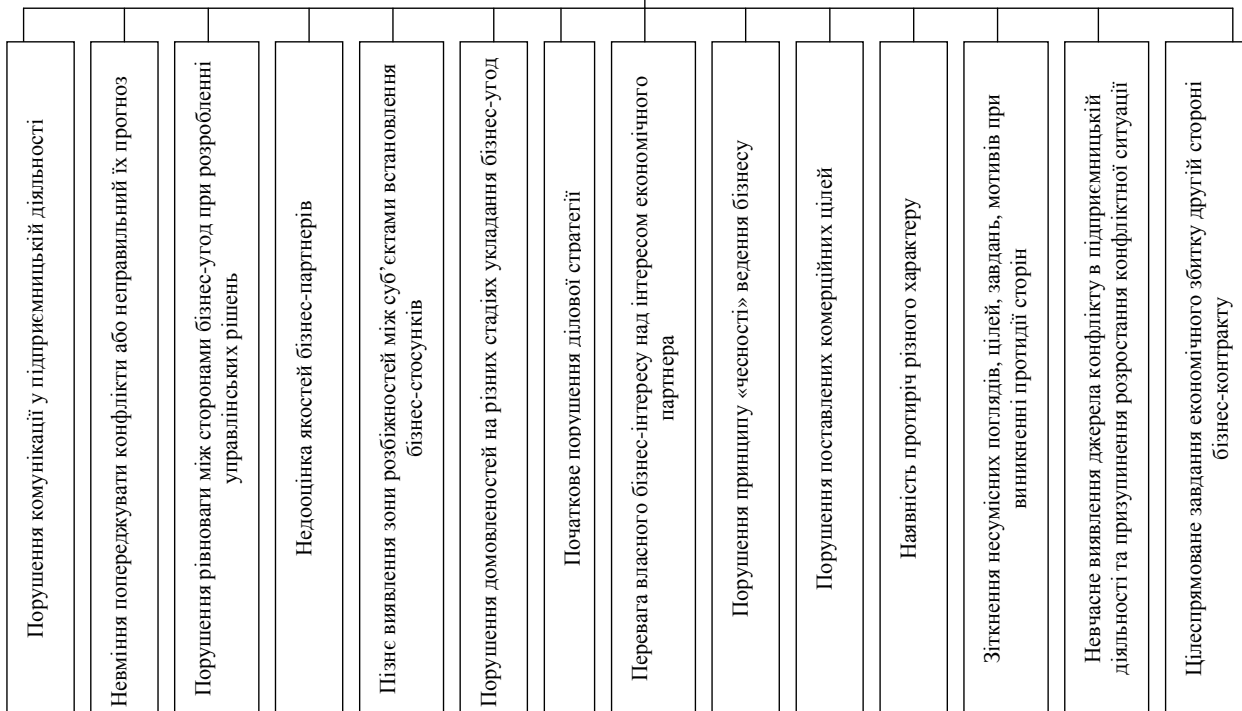 Порушення комунікації у підприємницькій діяльності
Невміння попереджувати конфлікти або неправильний їх прогноз
Порушення рівноваги між сторонами бізнес-угод при розробленні
управлінських рішень
Недооцінка якостей бізнес-партнерів
Пізнє виявлення зони розбіжностей між суб’єктами встановлення
бізнес-стосунків
Порушення домовленостей на різних стадіях укладання бізнес-угод
Початкове порушення ділової стратегії
Перевага власного бізнес-інтересу над інтересом економічного
партнера
Порушення принципу «чесності» ведення бізнесу
Порушення поставлених комерційних цілей
Наявність протиріч різного характеру
Зіткнення несумісних поглядів, цілей, завдань, мотивів при
виникненні протидії сторін
Невчасне виявлення джерела конфлікту в підприємницькій
діяльності та призупинення розростання конфліктної ситуації
Цілеспрямоване завдання економічного збитку другій стороні
бізнес-контракту